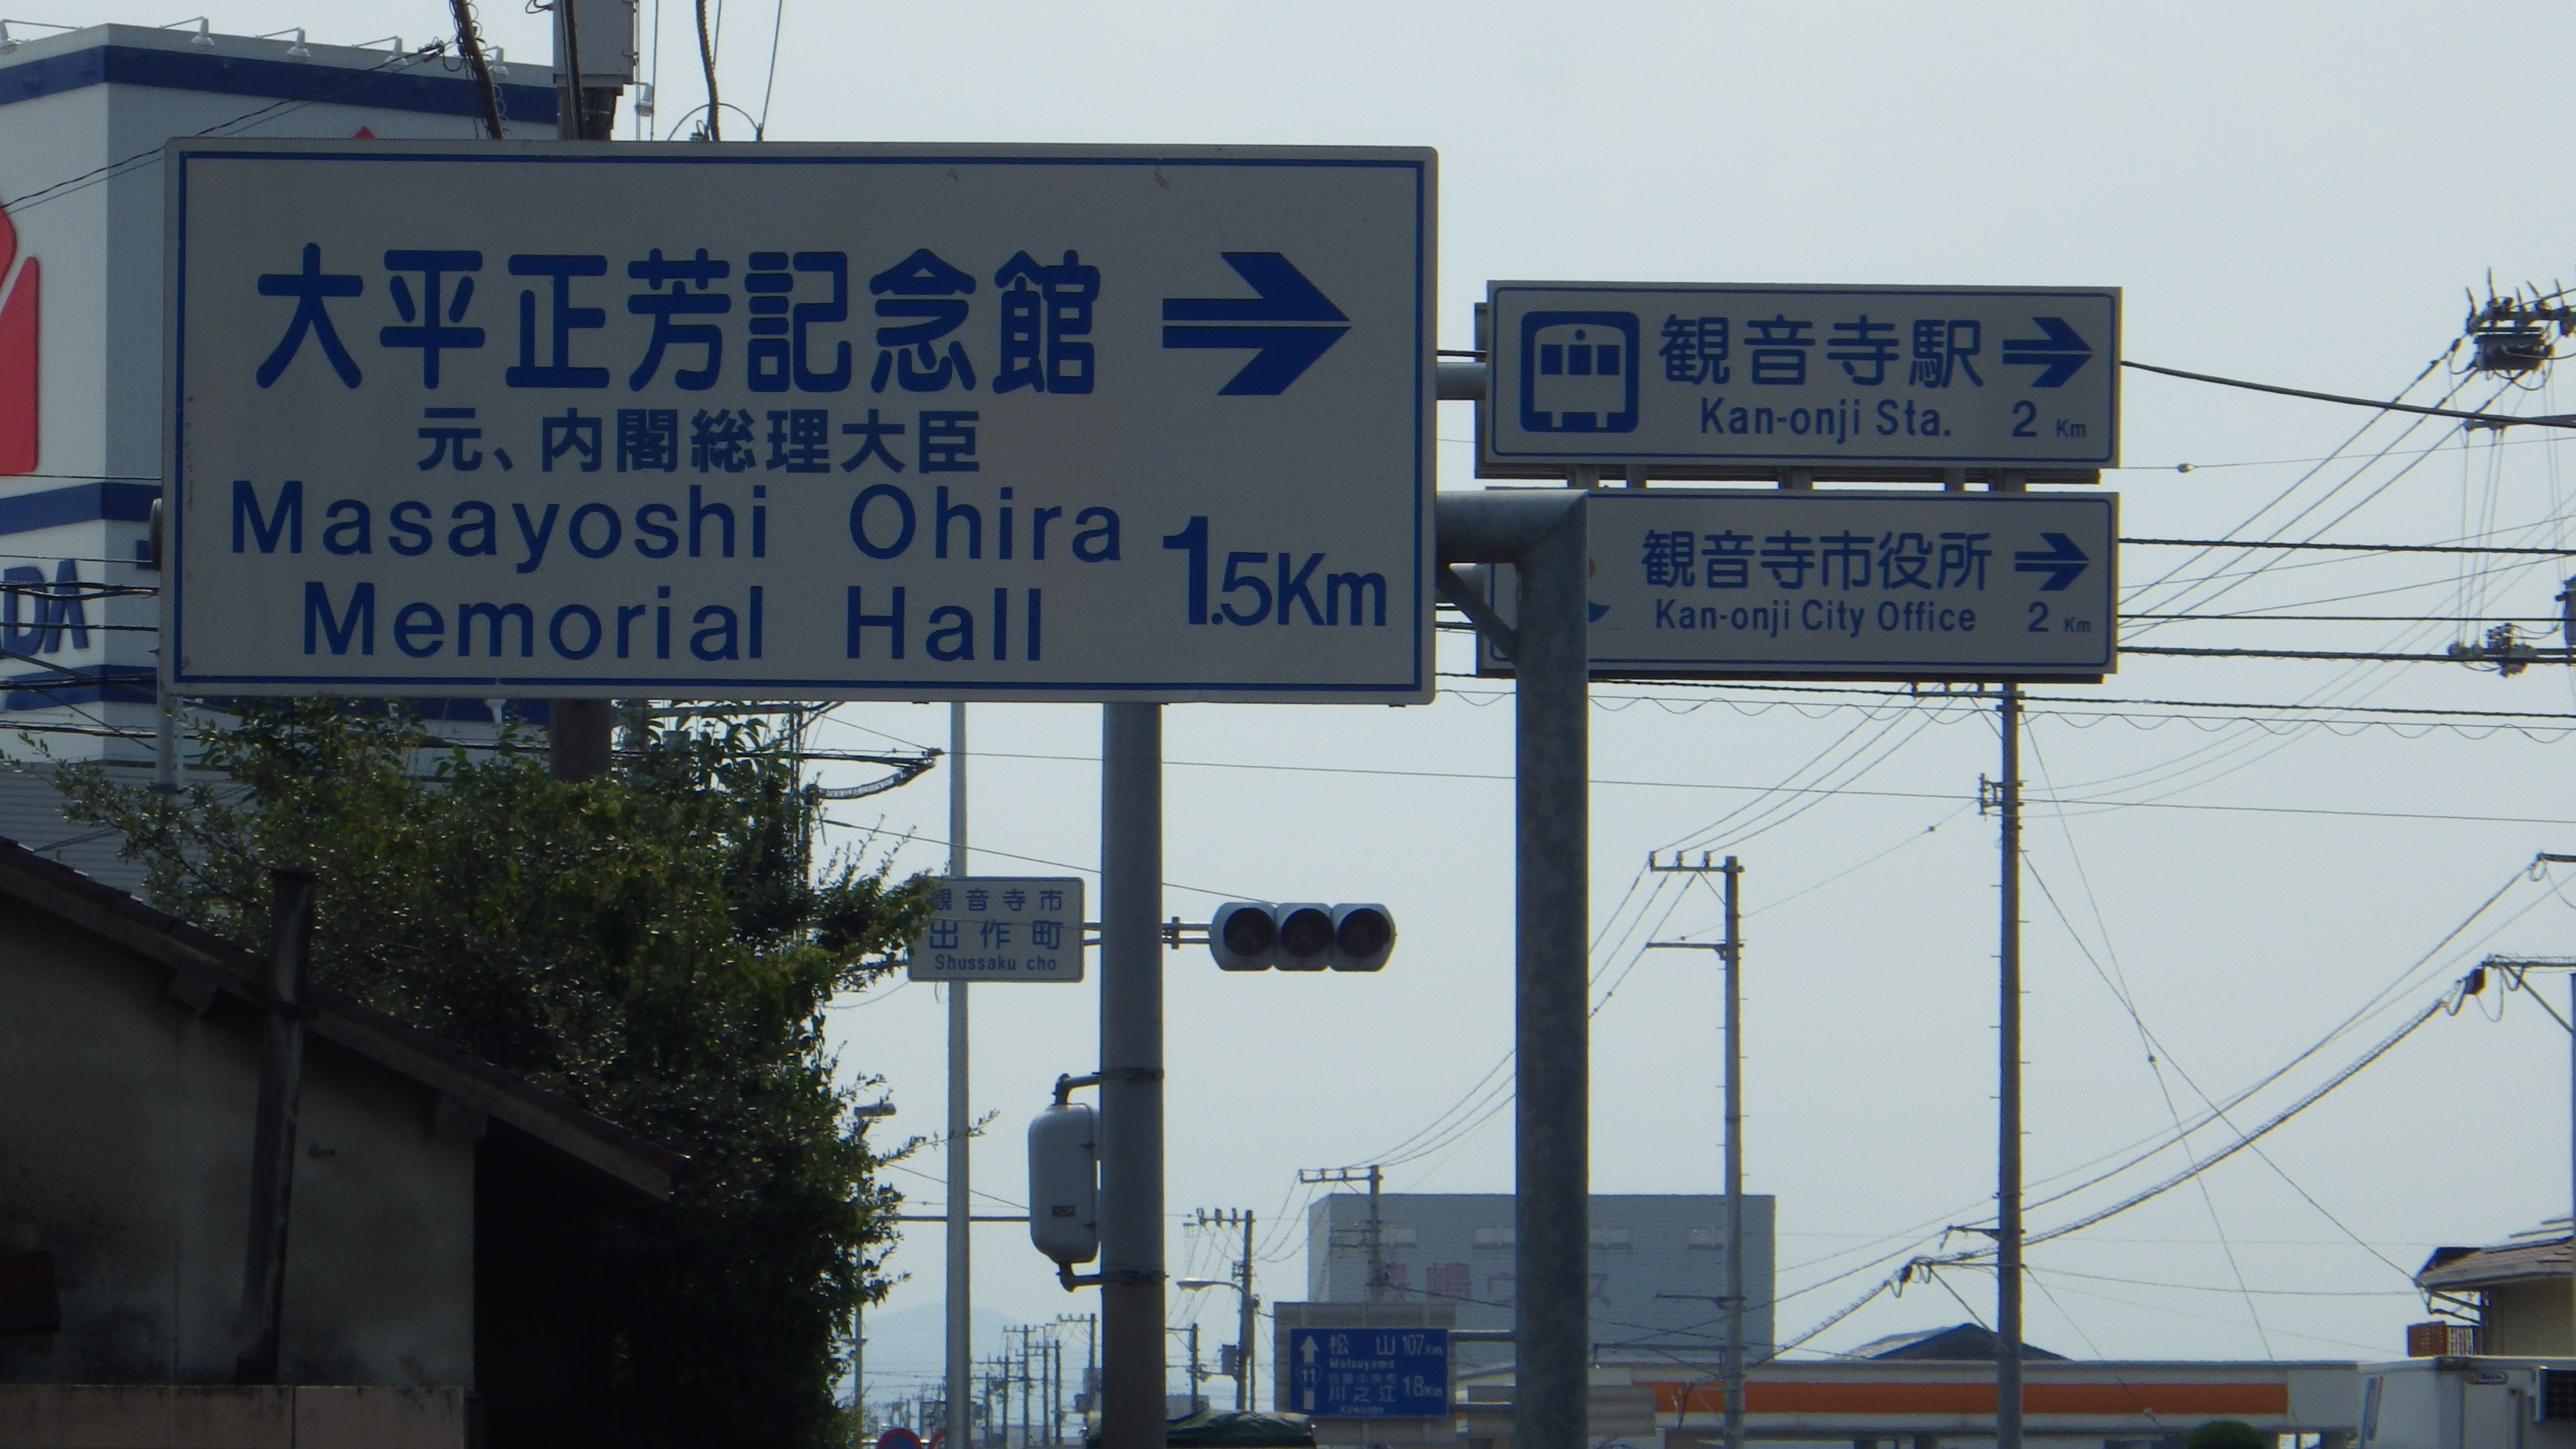 大平正芳記念館
元、内閣総理大臣
Masayoshi Ohira
Memorial Hall
1.5Km
観音寺駅
Kan-onji Sta. 2 Km
観音寺市役所
Kan-onji City Office 2 Km
DA
観音寺市
出作町
Shussaku cho
松山 107Km
Matsuyama
11
川之江 18Km